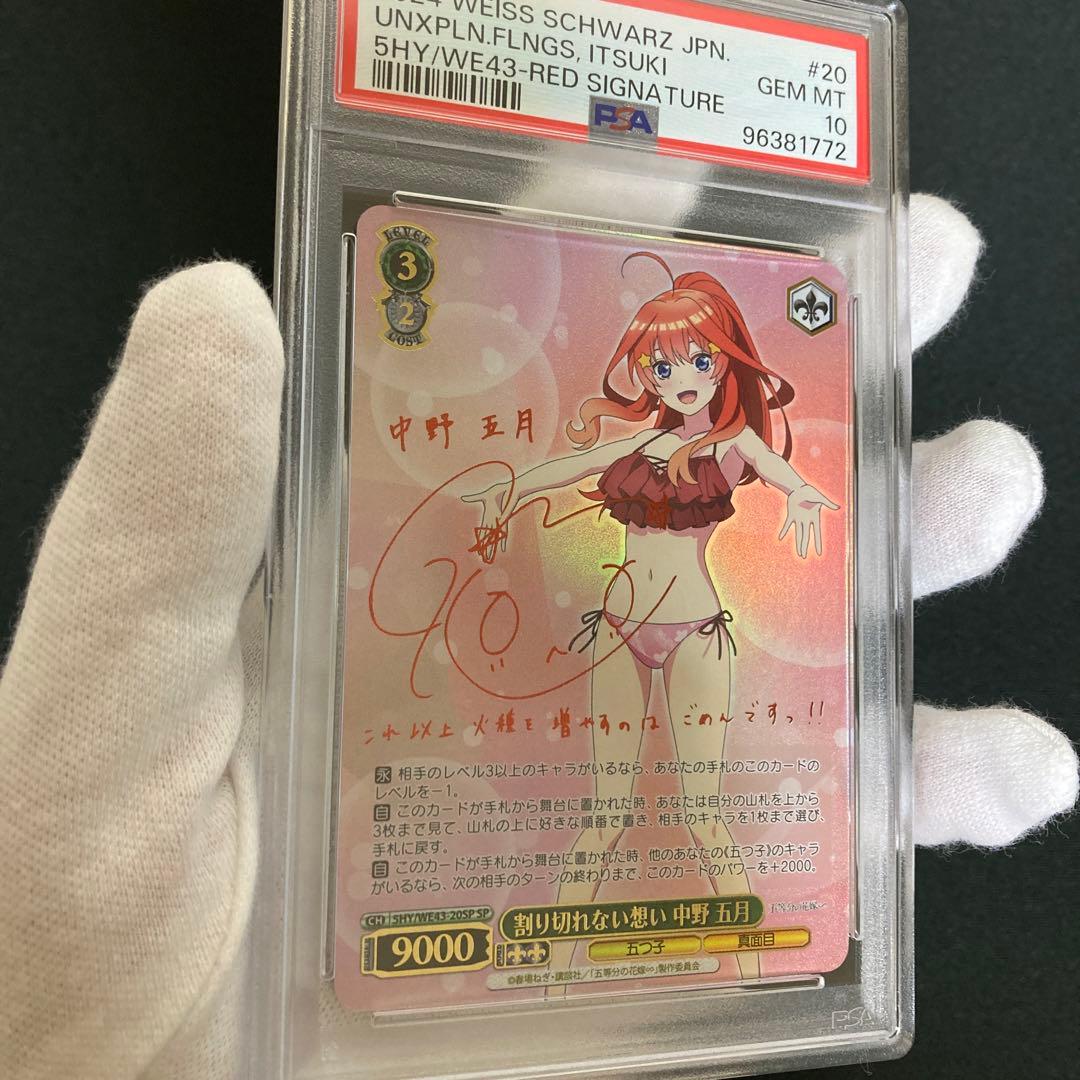 WEISS SCHWARZ JPN. #20
UNXPLN.FLNGS, ITSUKI GEM MT
5HY/WE43-RED SIGNATURE 10
PSA 96381772
LEVEL
3
2
COST
中野 五月
これ以上 火種を 増やすのは ごめんですっ!!
永 相手のレベル3以上のキャラがいるなら、あなたの手札のこのカードの
レベルを－1。
自 このカードが手札から舞台に置かれた時、あなたは自分の山札を上から
3枚まで見て、山札の上に好きな順番で置き、相手のキャラを1枚まで選び、
手札に戻す。
自 このカードが手札から舞台に置かれた時、他のあなたの《五つ子》のキャラ
がいるなら、次の相手のターンの終わりまで、このカードのパワーを＋2000。
CH 5HY/WE43-20SP SP
割り切れない想い 中野 五月
9000
五つ子 真面目
©春場ねぎ・講談社／「五等分の花嫁∽」製作委員会
PSA